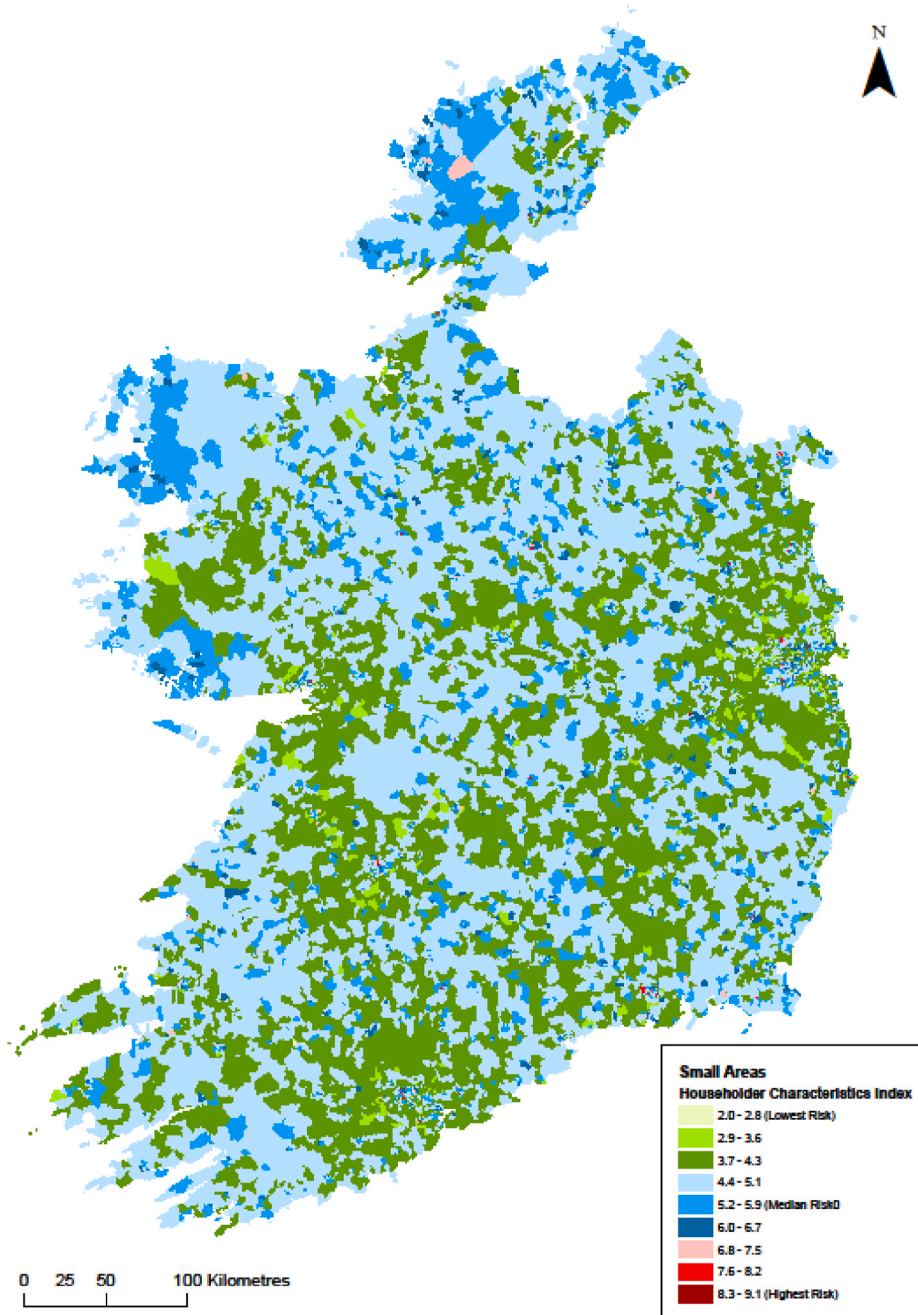 N
Small Areas
Householder Characteristics Index
2.0 - 2.8 (Lowest Risk)
2.9 - 3.6
3.7 - 4.3
4.4 - 5.1
5.2 - 5.9 (Median Risk0
6.0 - 6.7
6.8 - 7.5
7.6 - 8.2
8.3 - 9.1 (Highest Risk)
0 25 50 100 Kilometres